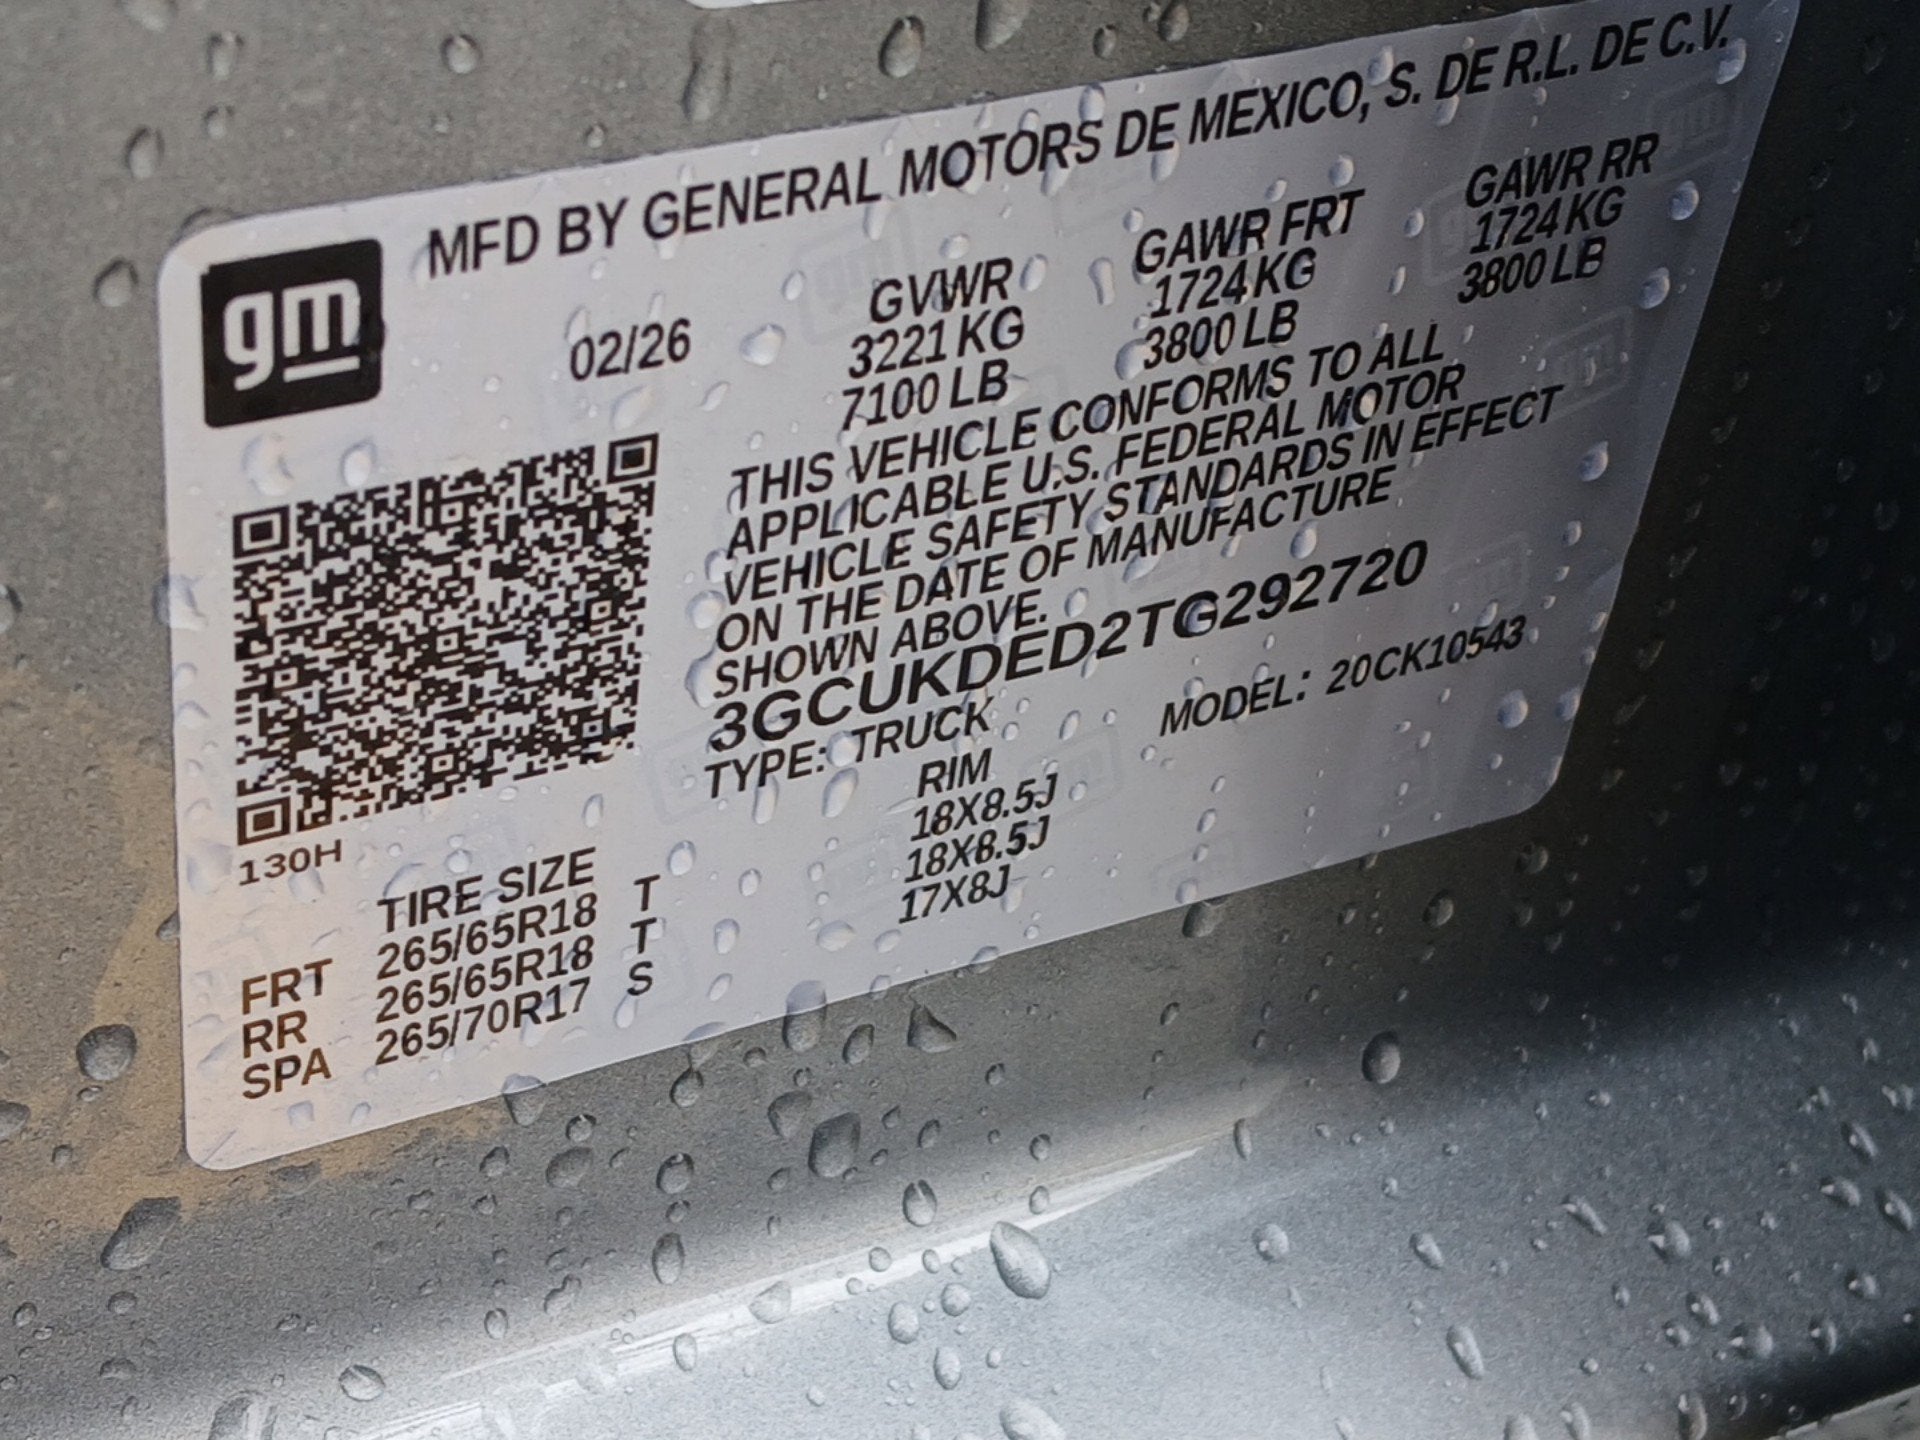 gm
MFD BY GENERAL MOTORS DE MEXICO, S. DE R.L. DE C.V.
02/26
GVWR
3221 KG
7100 LB
GAWR FRT
1724 KG
3800 LB
GAWR RR
1724 KG
3800 LB
THIS VEHICLE CONFORMS TO ALL
APPLICABLE U.S. FEDERAL MOTOR
VEHICLE SAFETY STANDARDS IN EFFECT
ON THE DATE OF MANUFACTURE
SHOWN ABOVE.
3GCUKDED2TG292720
TYPE: TRUCK MODEL: 20CK10543
130H
TIRE SIZE RIM
FRT 265/65R18 T 18X8.5J
RR 265/65R18 T 18X8.5J
SPA 265/70R17 S 17X8J